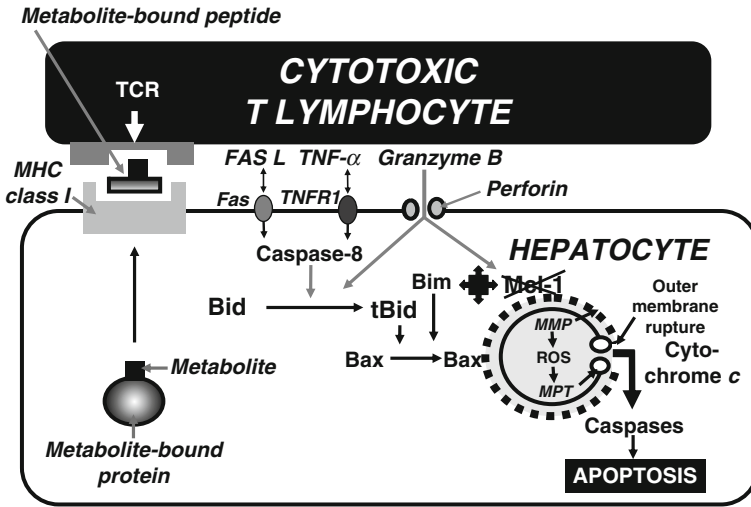 Metabolite-bound peptide
CYTOTOXIC
T LYMPHOCYTE
TCR
MHC
class I
FAS L TNF-α Granzyme B
Fas
TNFR1
Perforin
Caspase-8
HEPATOCYTE
Bim
Mcl-1
Bid
tBid
Bax
Bax
MMP
ROS
MPT
Outer
membrane
rupture
Cyto-
chrome c
Metabolite
Metabolite-bound
protein
Caspases
APOPTOSIS